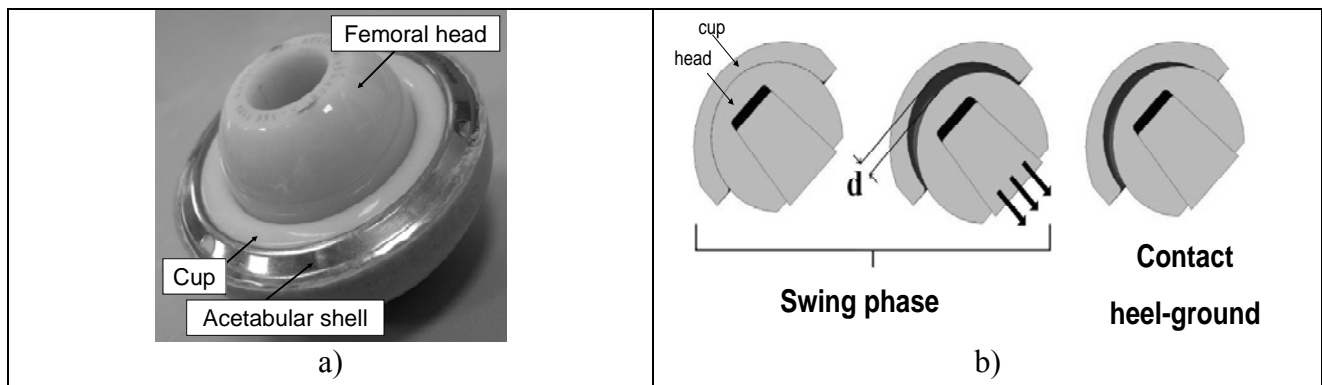 Femoral head
Cup
Acetabular shell
a)
cup
head
d
Swing phase
Contact
heel-ground
b)